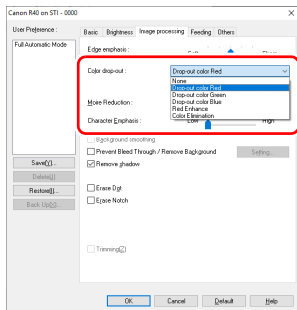 Canon R40 on STI - 0000
User Preference :
Full Automatic Mode
Basic Brightness Image processing Feeding Others
Edge emphasis :
Color drop-out :
Drop-out color Red
None
Drop-out color Red
Drop-out color Green
Drop-out color Blue
Red Enhance
Color Elimination
Moire Reduction :
Character Emphasis :
Low
High
Background smoothing
Prevent Bleed Through / Remove Background
Setting...
Remove shadow
Save(Y)...
Delete(J)
Restore(I)...
Back Up(X)...
Erase Dot
Erase Notch
Trimming(Z)
OK
Cancel
Default
Help